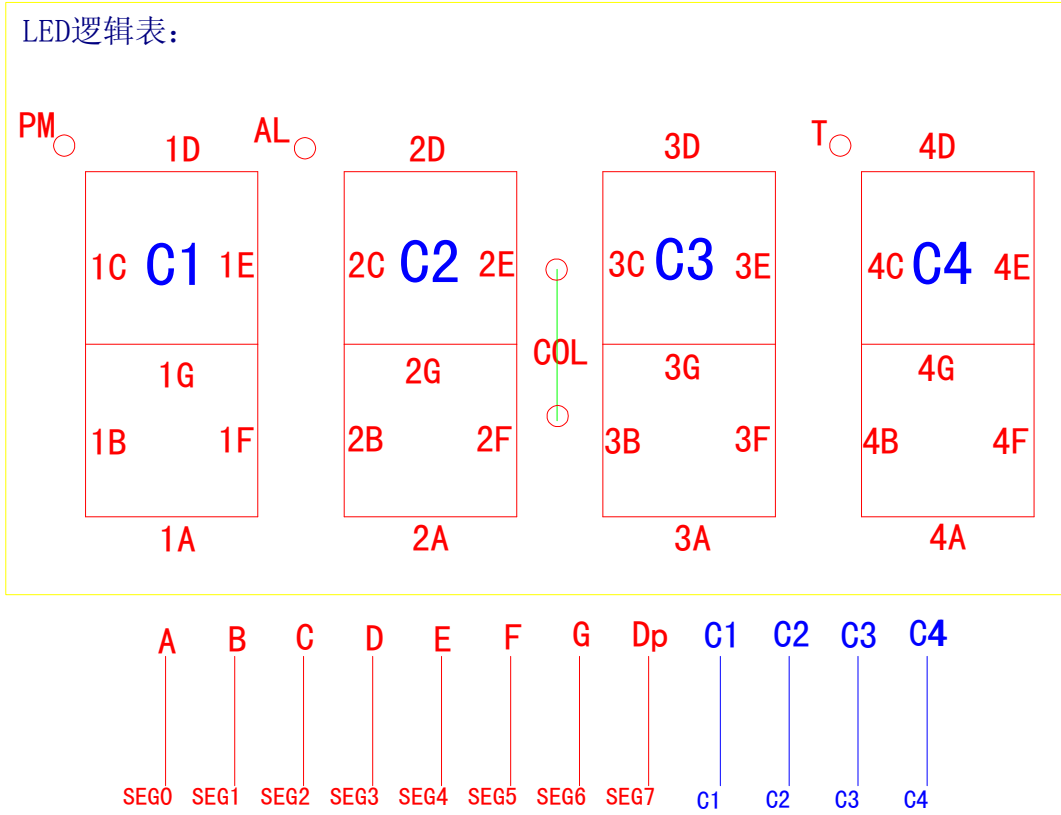 LED逻辑表：
PM 1D AL 2D 3D T 4D
1C C1 1E 2C C2 2E 3C C3 3E 4C C4 4E
COL
1G 2G 3G 4G
1B 1F 2B 2F 3B 3F 4B 4F
1A 2A 3A 4A
A B C D E F G Dp C1 C2 C3 C4
SEG0 SEG1 SEG2 SEG3 SEG4 SEG5 SEG6 SEG7 C1 C2 C3 C4